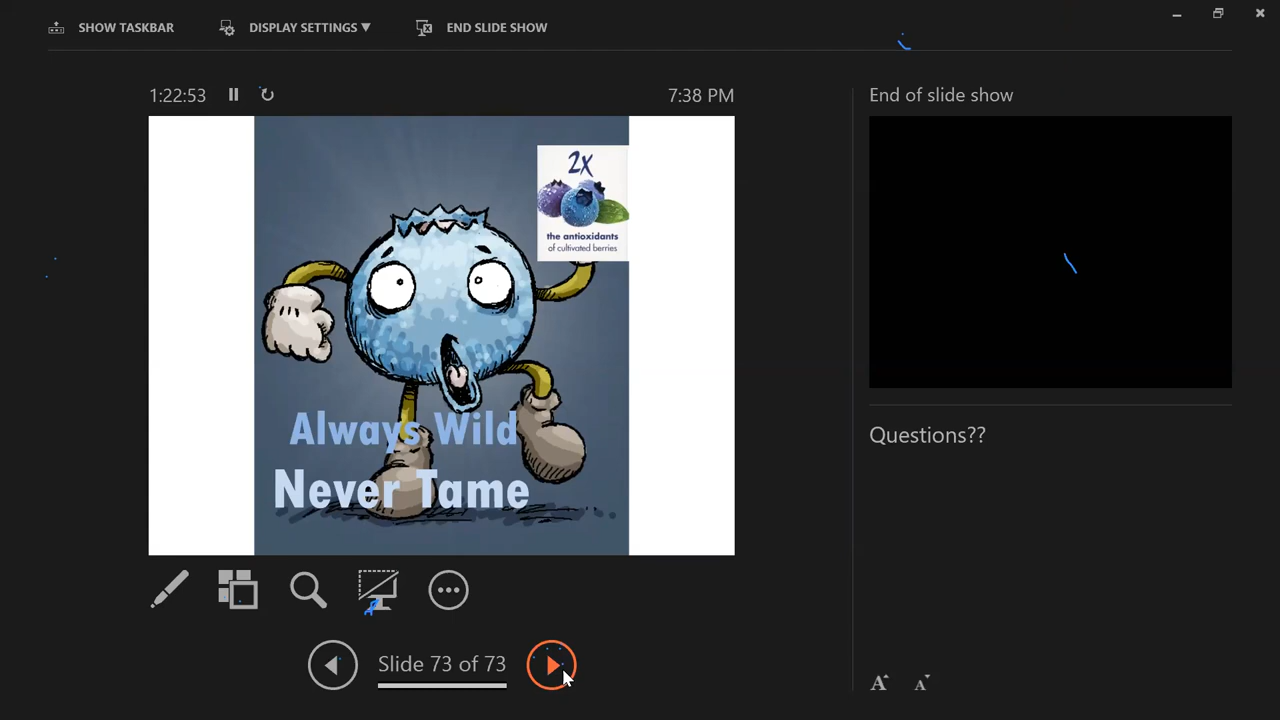 SHOW TASKBAR
DISPLAY SETTINGS ▼
END SLIDE SHOW
1:22:53
7:38 PM
End of slide show
2X
the antioxidants
of cultivated berries
Always Wild
Never Tame
Questions??
Slide 73 of 73
A A